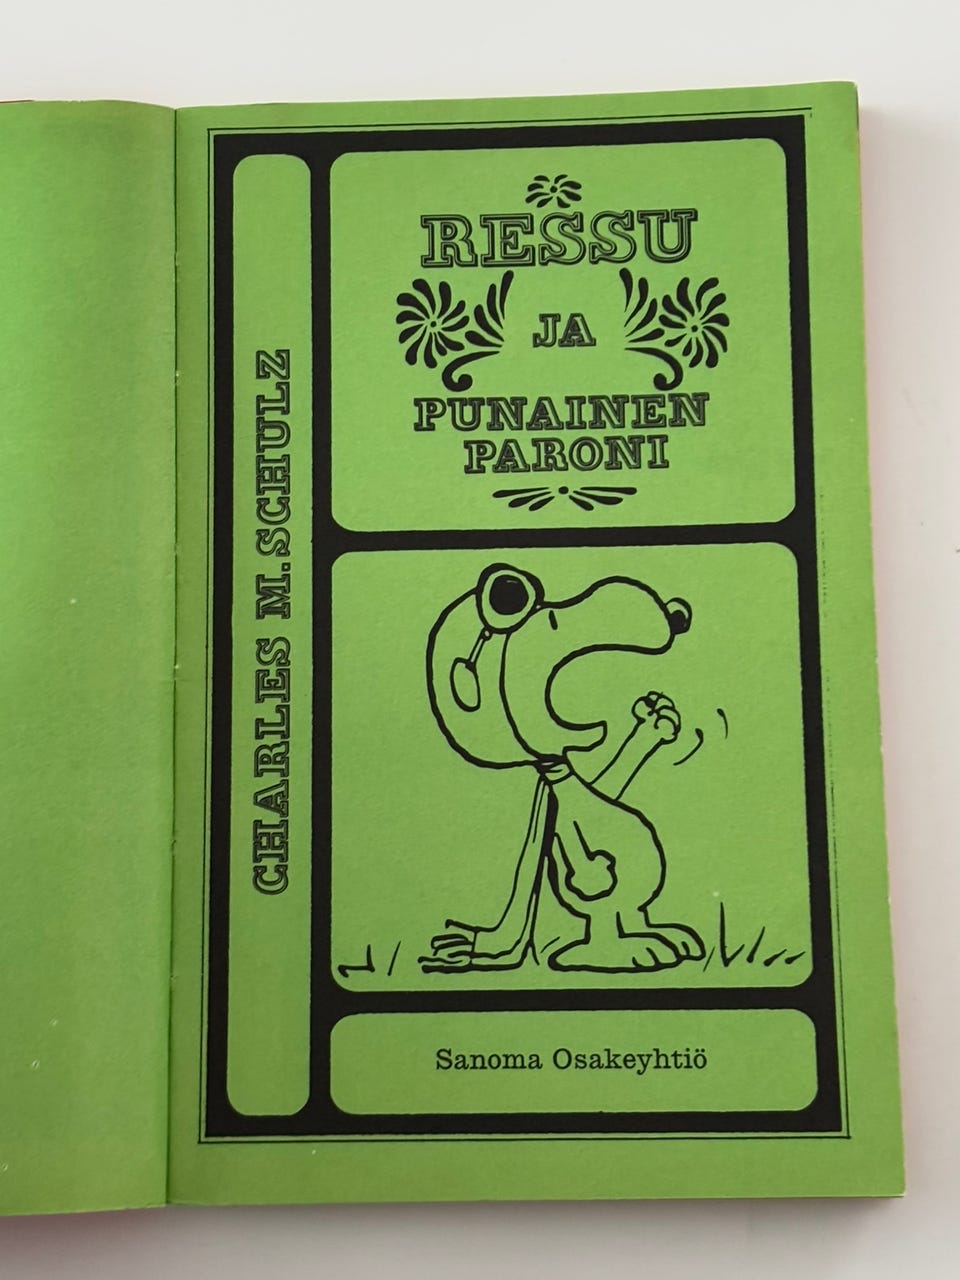 RESSU
JA
PUNAINEN
PARONI
CHARLES M. SCHULZ
Sanoma Osakeyhtiö